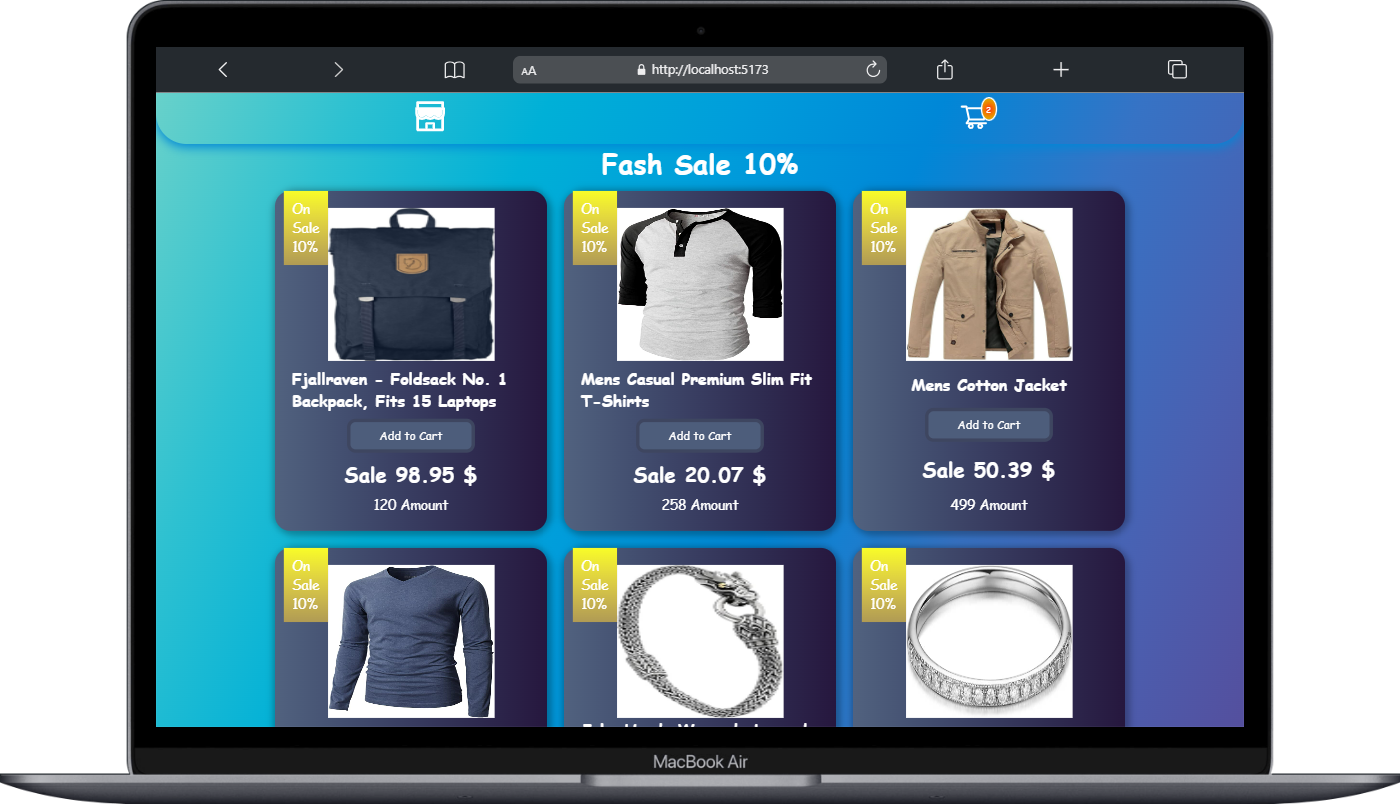 AA
http://localhost:5173
2
Fash Sale 10%
On
Sale
10%
On
Sale
10%
On
Sale
10%
Fjallraven - Foldsack No. 1
Backpack, Fits 15 Laptops
Mens Casual Premium Slim Fit
T-Shirts
Mens Cotton Jacket
Add to Cart
Add to Cart
Add to Cart
Sale 98.95 $
Sale 20.07 $
Sale 50.39 $
120 Amount
258 Amount
499 Amount
On
Sale
10%
On
Sale
10%
On
Sale
10%
MacBook Air